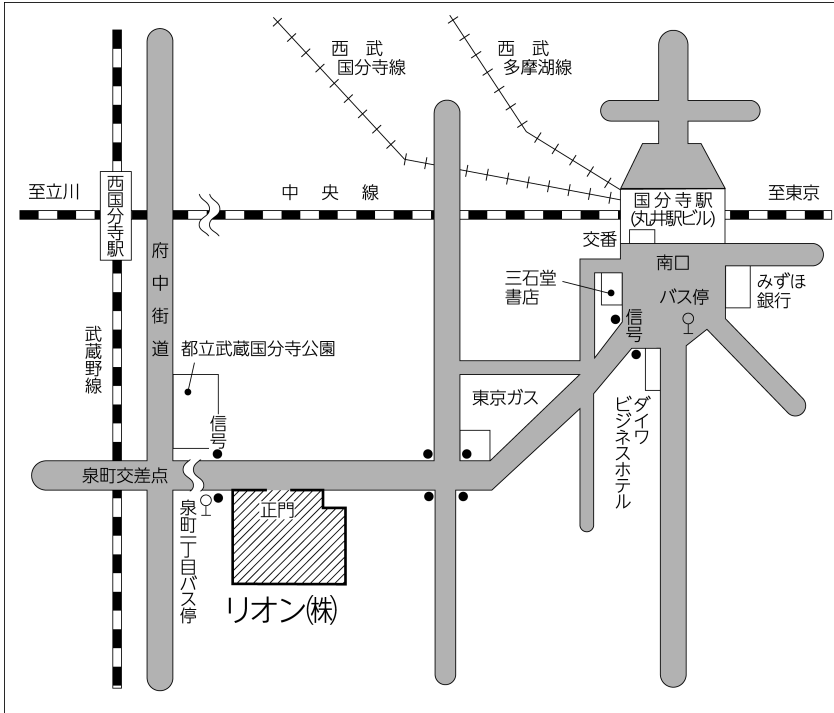 西　武
国分寺線
西　武
多摩湖線
至立川
西国分寺駅
中　央　線
国分寺駅
(丸井駅ビル)
至東京
交番
南口
府中街道
三石堂
書店
バス停
みずほ
銀行
信号
武蔵野線
都立武蔵国分寺公園
東京ガス
ダイワ
ビジネスホテル
信号
泉町交差点
泉町一丁目バス停
正門
リオン(株)